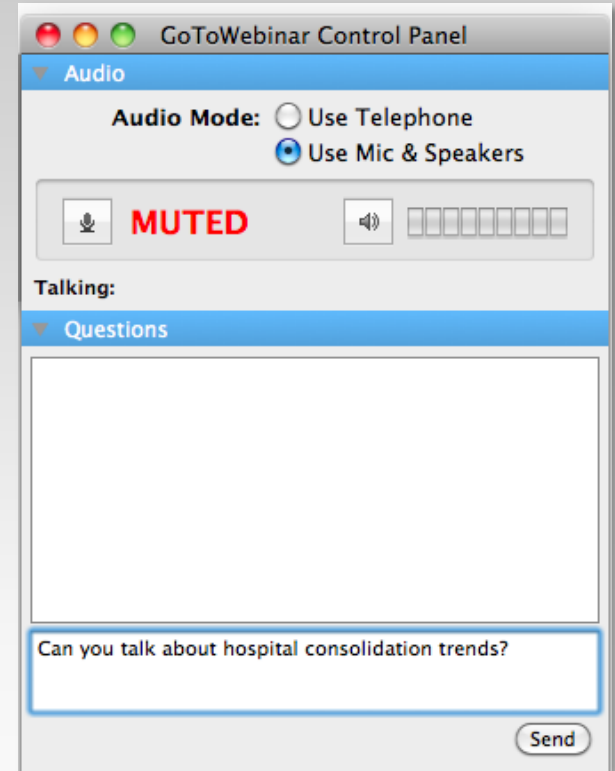 GoToWebinar Control Panel
Audio
Audio Mode: Use Telephone
Use Mic & Speakers
MUTED
Talking:
Questions
Can you talk about hospital consolidation trends?
Send